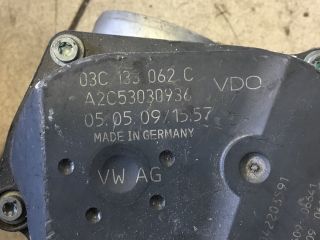 03C 133 062 C
VDO
A2C53030936
05.05.09/15:57
MADE IN GERMANY
VW AG